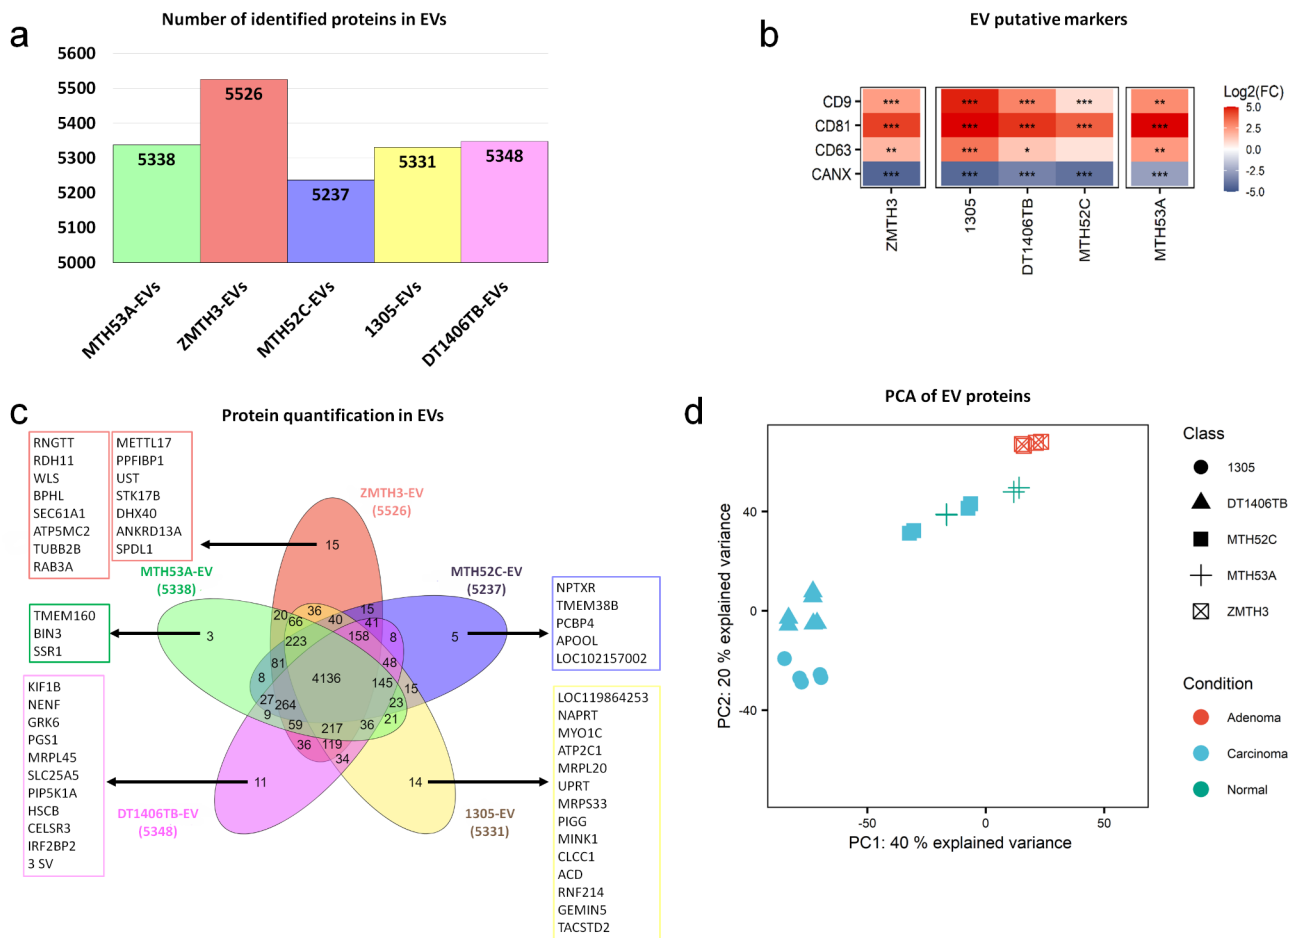 a
Number of identified proteins in EVs
5600
5500
5400
5300
5200
5100
5000
5338
5526
5237
5331
5348
MTH53A-EVs
ZMTH3-EVs
MTH52C-EVs
1305-EVs
DT1406TB-EVs
b
EV putative markers
CD9
CD81
CD63
CANX
*** *** *** *** **
*** *** *** *** ***
** *** * **
*** *** *** *** ***
ZMTH3
1305
DT1406TB
MTH52C
MTH53A
Log2(FC)
5.0
2.5
0.0
-2.5
-5.0
c
Protein quantification in EVs
RNGTT
RDH11
WLS
BPHL
SEC61A1
ATP5MC2
TUBB2B
RAB3A
METTL17
PPFIBP1
UST
STK17B
DHX40
ANKRD13A
SPDL1
ZMTH3-EV
(5526)
15
MTH53A-EV
(5338)
MTH52C-EV
(5237)
TMEM160
BIN3
SSR1
3
5
NPTXR
TMEM38B
PCBP4
APOOL
LOC102157002
20
36
15
66
40
41
223
158
8
81
48
8
4136
145
15
27
264
23
9
21
59
217
36
36
119
34
KIF1B
NENF
GRK6
PGS1
MRPL45
SLC25A5
PIP5K1A
HSCB
CELSR3
IRF2BP2
3 SV
11
14
DT1406TB-EV
(5348)
1305-EV
(5331)
LOC119864253
NAPRT
MYO1C
ATP2C1
MRPL20
UPRT
MRPS33
PIGG
MINK1
CLCC1
ACD
RNF214
GEMIN5
TACSTD2
d
PCA of EV proteins
PC2: 20 % explained variance
40
0
-40
-50
0
50
PC1: 40 % explained variance
Class
1305
DT1406TB
MTH52C
MTH53A
ZMTH3
Condition
Adenoma
Carcinoma
Normal